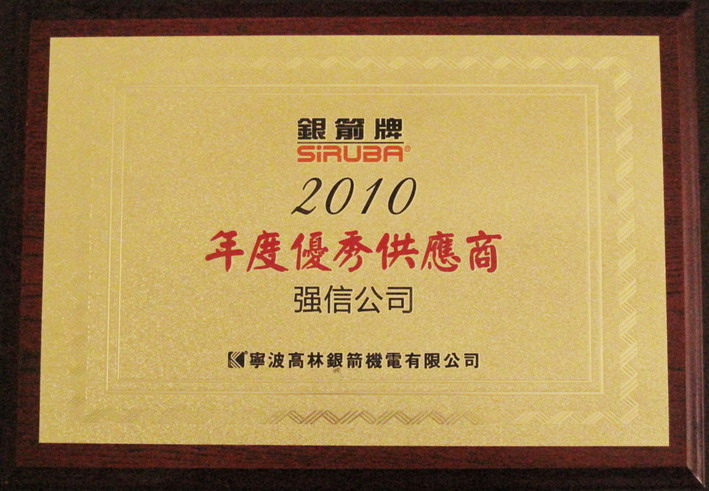 銀箭牌
SiRUBA®
2010
年度優秀供應商
强信公司
寧波高林銀箭機電有限公司